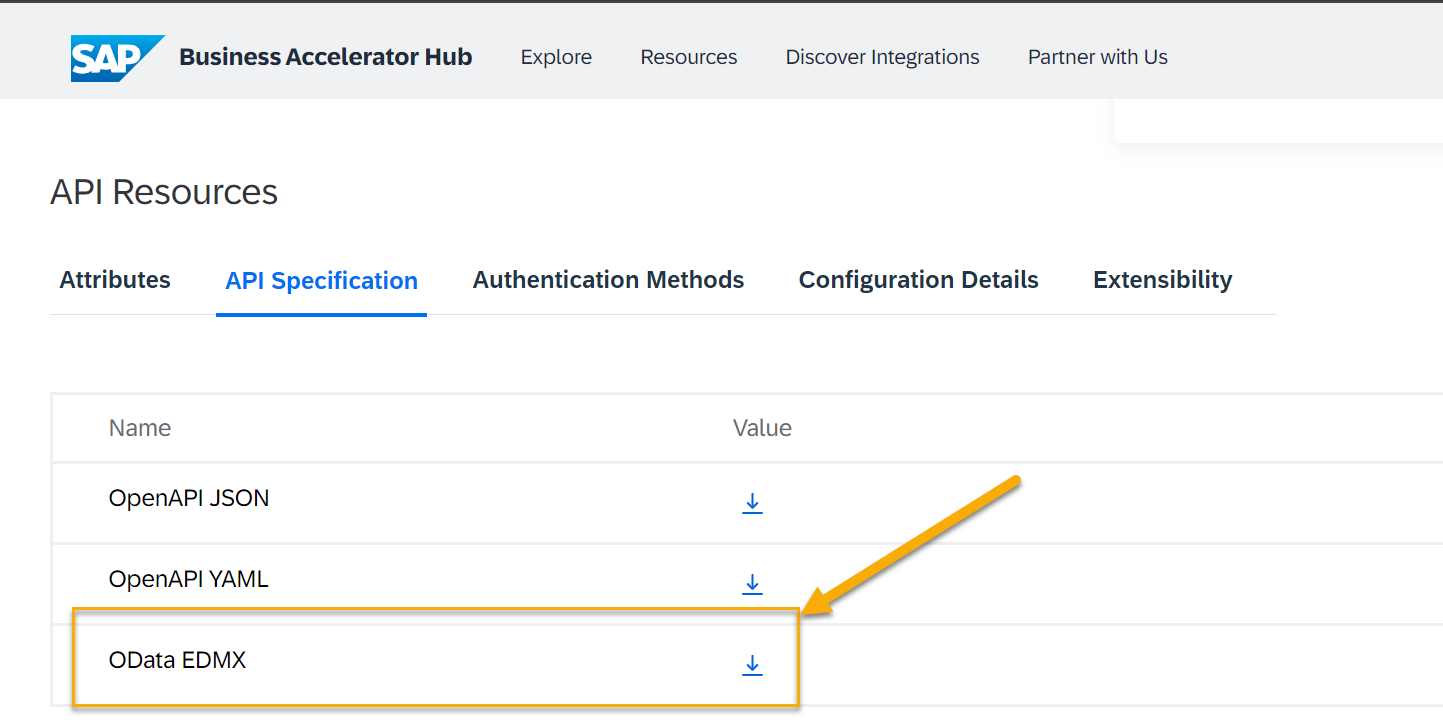 SAP Business Accelerator Hub Explore Resources Discover Integrations Partner with Us
API Resources
Attributes API Specification Authentication Methods Configuration Details Extensibility
Name Value
OpenAPI JSON
OpenAPI YAML
OData EDMX